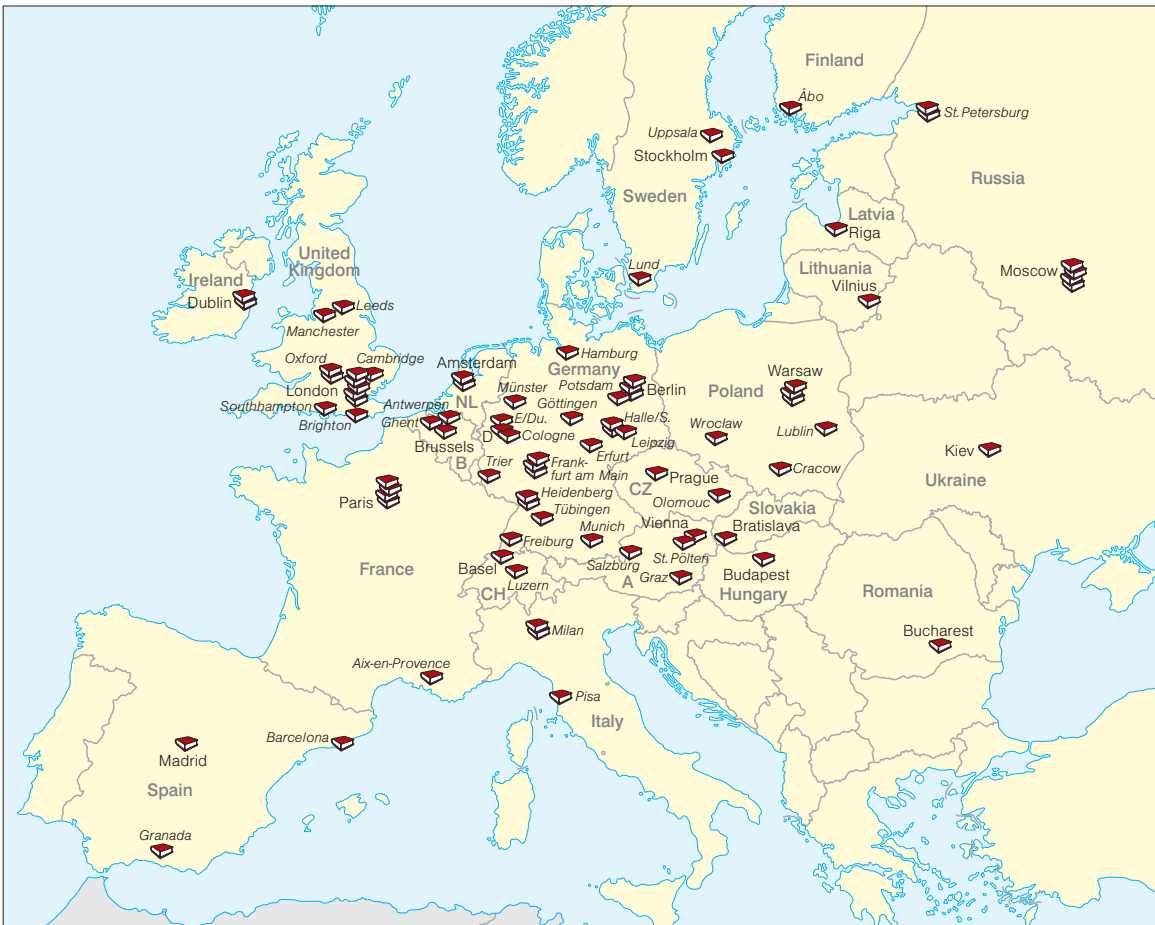 Finland
Åbo
St. Petersburg
Uppsala
Stockholm
Russia
Sweden
Latvia
Riga
United
Kingdom
Ireland
Dublin
Lund
Lithuania
Vilnius
Moscow
Leeds
Manchester
Hamburg
Oxford
Cambridge
Amsterdam
Germany
London
NL
Münster
Potsdam
Berlin
Poland
Warsaw
Southhampton
Antwerpen
Göttingen
Brighton
Ghent
E/Du.
Halle/S.
D
Cologne
Leipzig
Wrocław
Lublin
Brussels
Erfurt
B
Trier
Frank-
furt am Main
Prague
Cracow
Kiev
CZ
Ukraine
Paris
Heidenberg
Olomouc
Tübingen
Slovakia
Freiburg
Munich
Vienna
Bratislava
Basel
Salzburg
St. Pölten
France
Luzern
A
Graz
Budapest
CH
Hungary
Romania
Milan
Bucharest
Aix-en-Provence
Pisa
Italy
Barcelona
Madrid
Spain
Granada